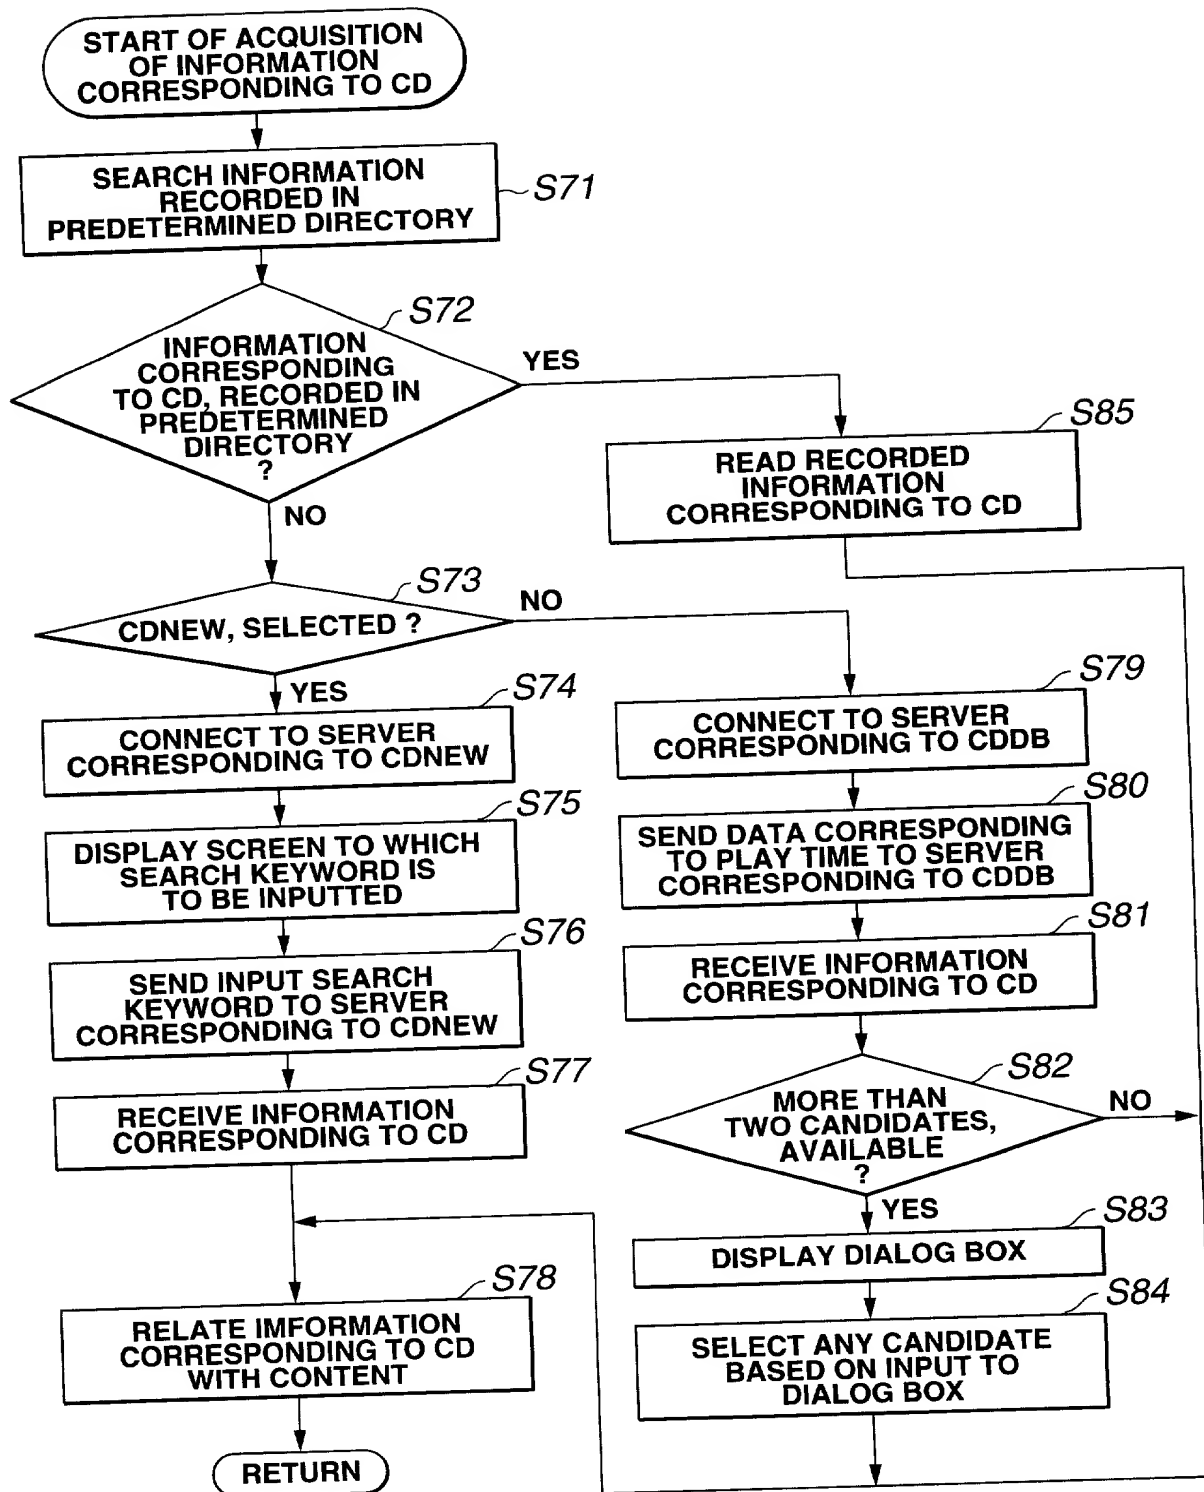 START OF ACQUISITION
OF INFORMATION
CORRESPONDING TO CD
SEARCH INFORMATION
RECORDED IN
PREDETERMINED DIRECTORY
S71
S72
INFORMATION
CORRESPONDING
TO CD, RECORDED IN
PREDETERMINED
DIRECTORY
?
YES
NO
S85
READ RECORDED
INFORMATION
CORRESPONDING TO CD
S73
CDNEW, SELECTED ?
NO
YES
S74
CONNECT TO SERVER
CORRESPONDING TO CDNEW
S75
DISPLAY SCREEN TO WHICH
SEARCH KEYWORD IS
TO BE INPUTTED
S76
SEND INPUT SEARCH
KEYWORD TO SERVER
CORRESPONDING TO CDNEW
S77
RECEIVE INFORMATION
CORRESPONDING TO CD
S78
RELATE IMFORMATION
CORRESPONDING TO CD
WITH CONTENT
RETURN
S79
CONNECT TO SERVER
CORRESPONDING TO CDDB
S80
SEND DATA CORRESPONDING
TO PLAY TIME TO SERVER
CORRESPONDING TO CDDB
S81
RECEIVE INFORMATION
CORRESPONDING TO CD
S82
MORE THAN
TWO CANDIDATES,
AVAILABLE
?
NO
YES
S83
DISPLAY DIALOG BOX
S84
SELECT ANY CANDIDATE
BASED ON INPUT TO
DIALOG BOX